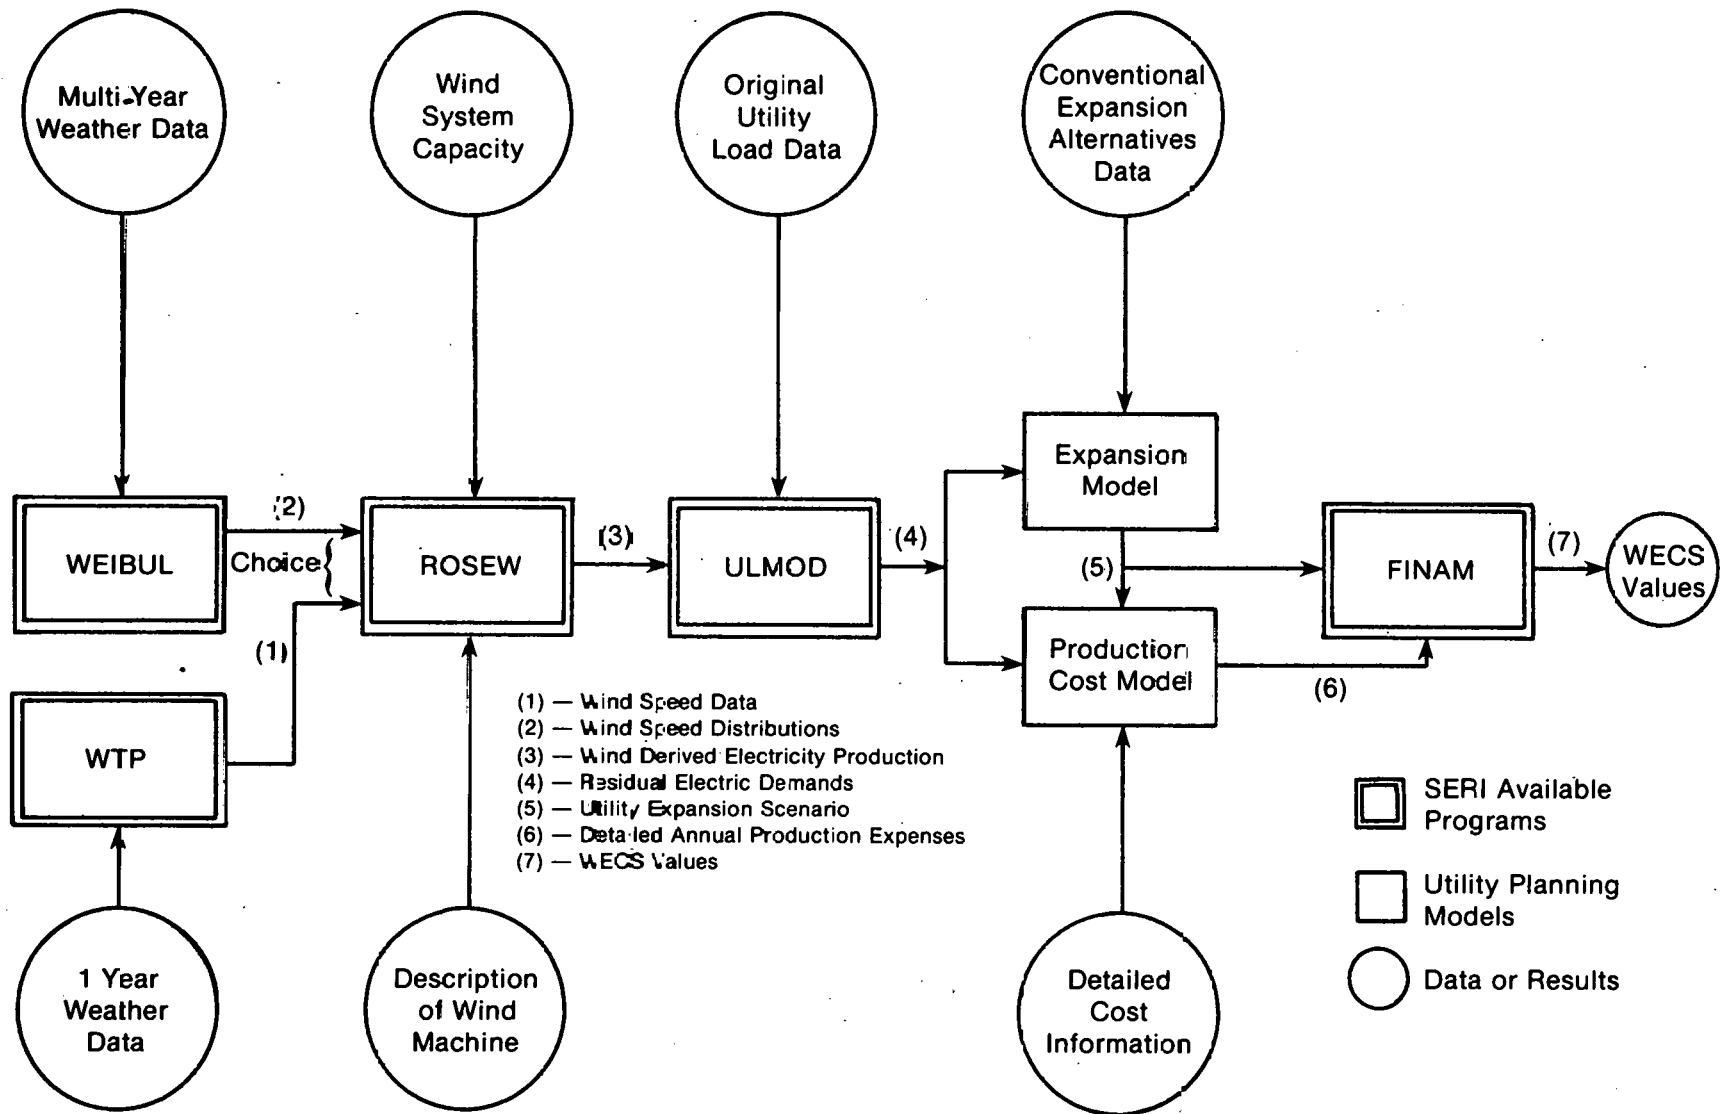 Multi-Year
Weather Data
Wind
System
Capacity
Original
Utility
Load Data
Conventional
Expansion
Alternatives
Data
WEIBUL
(2)
Choice
ROSEW
(3)
ULMOD
(4)
Expansion
Model
(5)
FINAM
(7)
WECS
Values
(1)
WTP
Production
Cost Model
(6)
(1) — Wind Speed Data
(2) — Wind Speed Distributions
(3) — Wind Derived Electricity Production
(4) — Residual Electric Demands
(5) — Utility Expansion Scenario
(6) — Detailed Annual Production Expenses
(7) — WECS Values
SERI Available
Programs
Utility Planning
Models
Data or Results
1 Year
Weather
Data
Description
of Wind
Machine
Detailed
Cost
Information